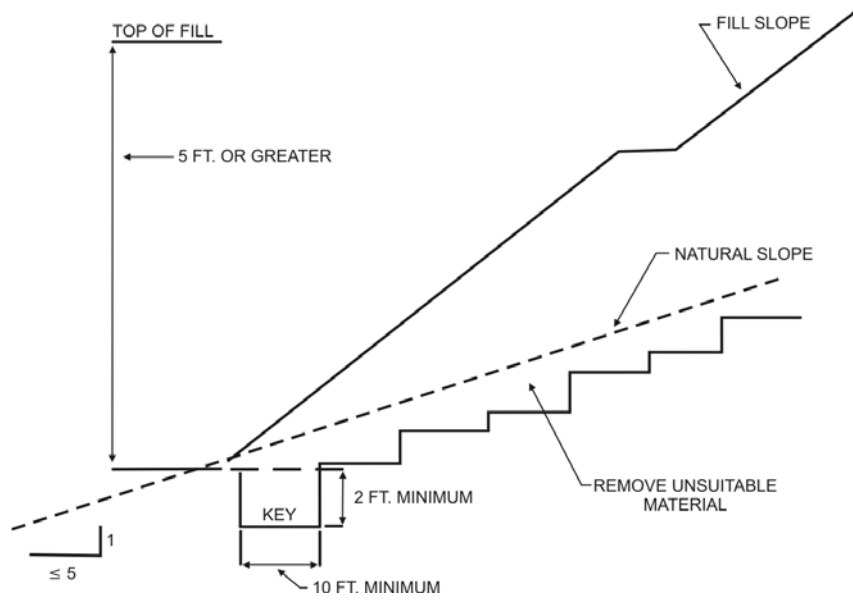 TOP OF FILL
FILL SLOPE
5 FT. OR GREATER
NATURAL SLOPE
REMOVE UNSUITABLE
MATERIAL
2 FT. MINIMUM
KEY
1
≤ 5
10 FT. MINIMUM